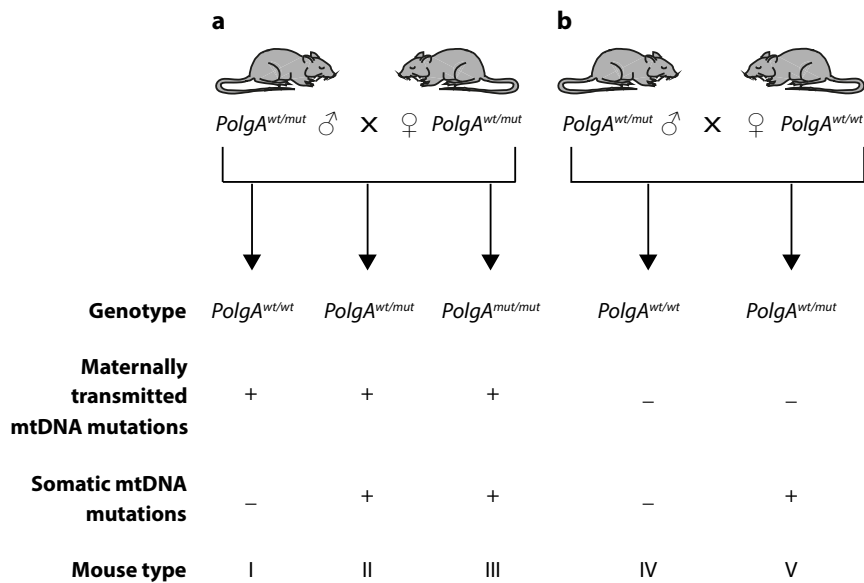 a b
PolgA^wt/mut ♂ x ♀ PolgA^wt/mut PolgA^wt/mut ♂ x ♀ PolgA^wt/wt
Genotype PolgA^wt/wt PolgA^wt/mut PolgA^mut/mut PolgA^wt/wt PolgA^wt/mut
Maternally
transmitted + + + – –
mtDNA mutations
Somatic mtDNA
mutations – + + – +
Mouse type I II III IV V